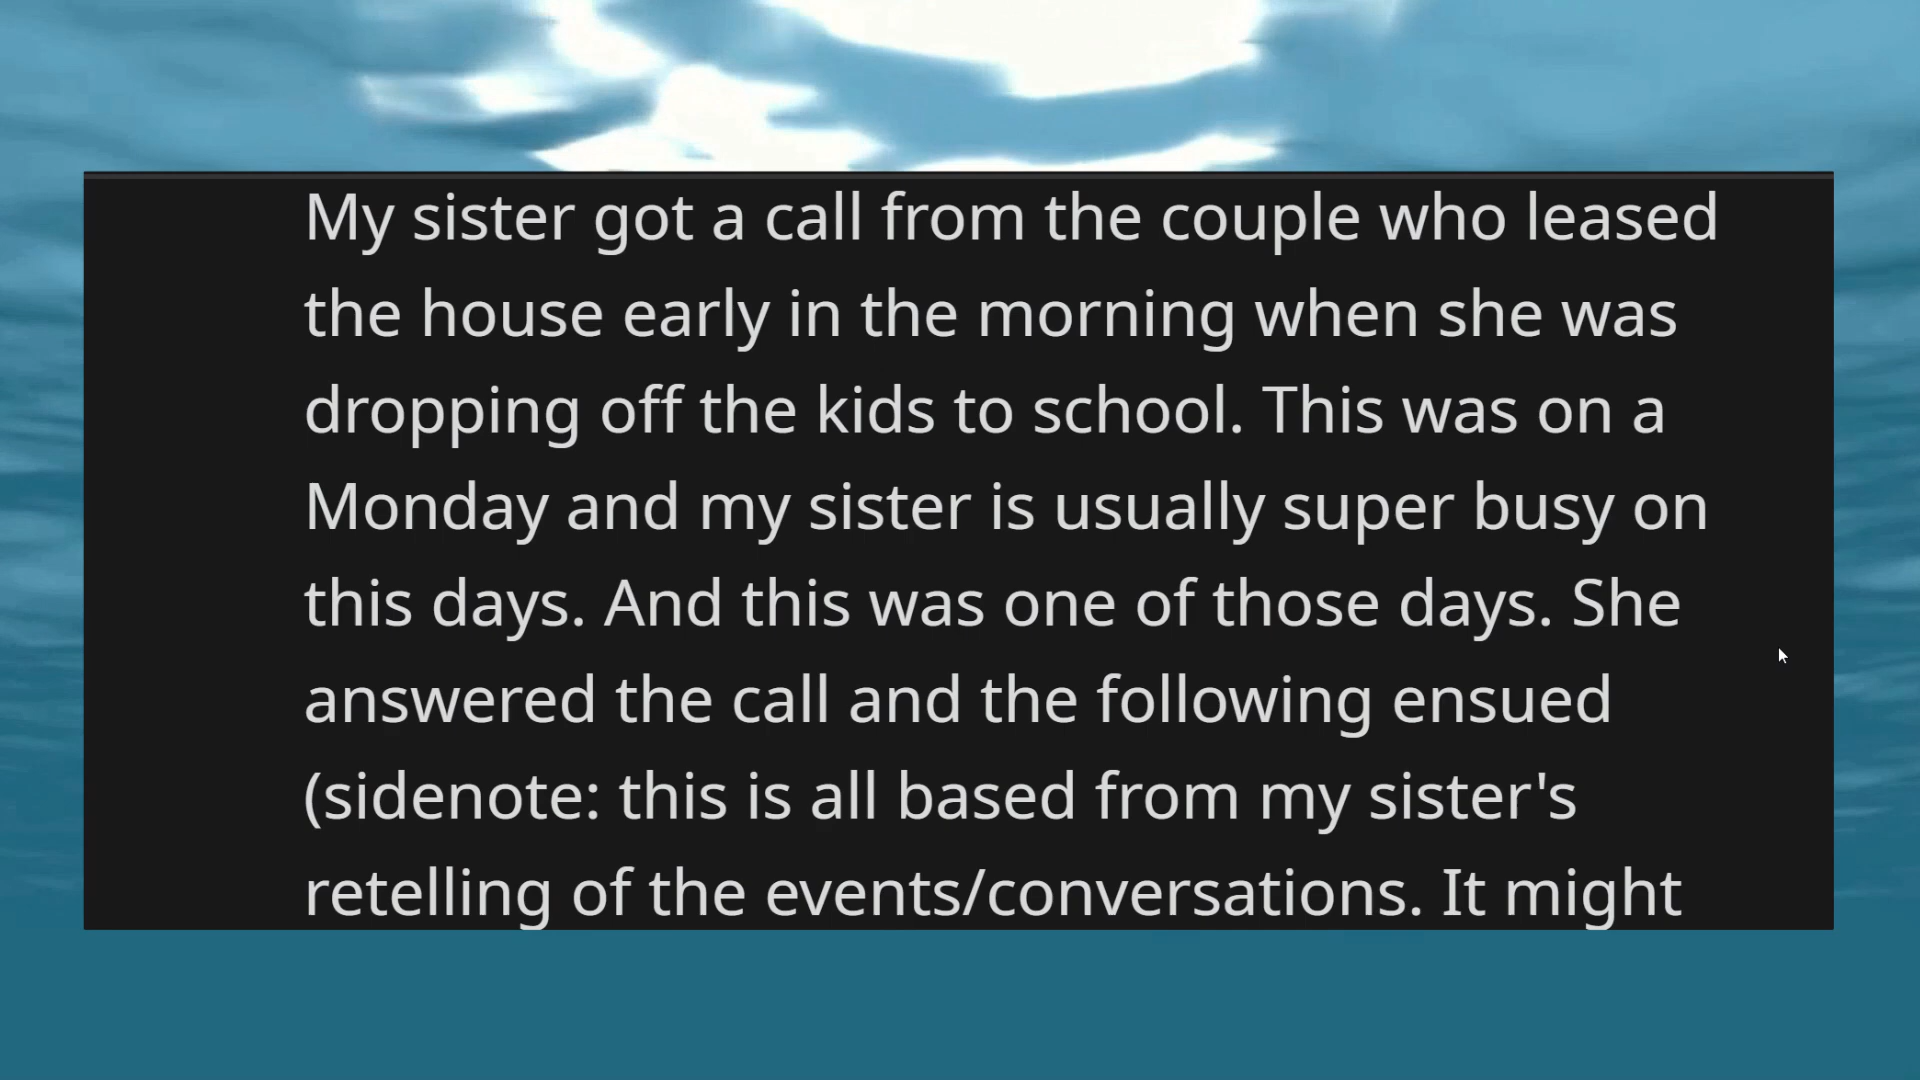 My sister got a call from the couple who leased
the house early in the morning when she was
dropping off the kids to school. This was on a
Monday and my sister is usually super busy on
this days. And this was one of those days. She
answered the call and the following ensued
(sidenote: this is all based from my sister's
retelling of the events/conversations. It might